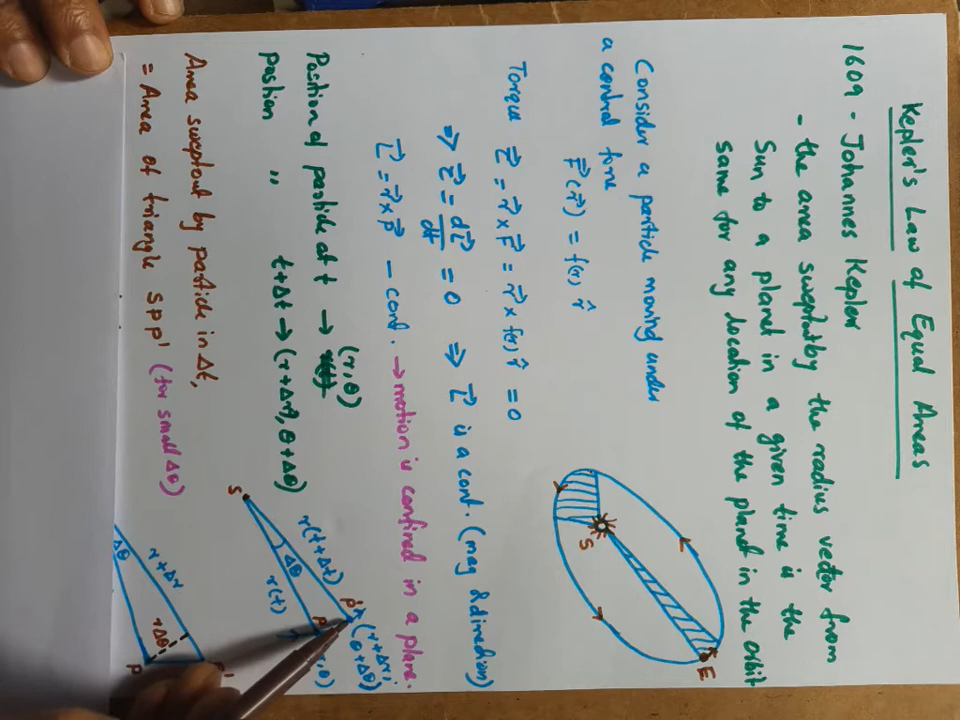 Kepler's Law of Equal Areas
1609 - Johannes Kepler
- the area sweptout by the radius vector from
Sun to a planet in a given time is the
same for any location of the planet in the orbit
Consider a particle moving under
a central force
F⃗(r⃗) = f(r) r̂
S
E
Torque τ⃗ = r⃗ × F⃗ = r⃗ × f(r) r̂ = 0
⇒ τ⃗ = dL⃗/dt = 0 ⇒ L⃗ is a const. (mag & direction)
L⃗ = r⃗ × p⃗ - const. → motion is confined in a plane.
Position of particle at t → (r, θ)
position " t+Δt → (r+Δr, θ+Δθ)
S
r(t+Δt)
Δθ
r(t)
P'
P
(r+Δr,
θ+Δθ)
Area sweptout by particle in Δt,
= Area of triangle SPP' (for small Δθ)
Δθ
r+Δr
rΔθ
P